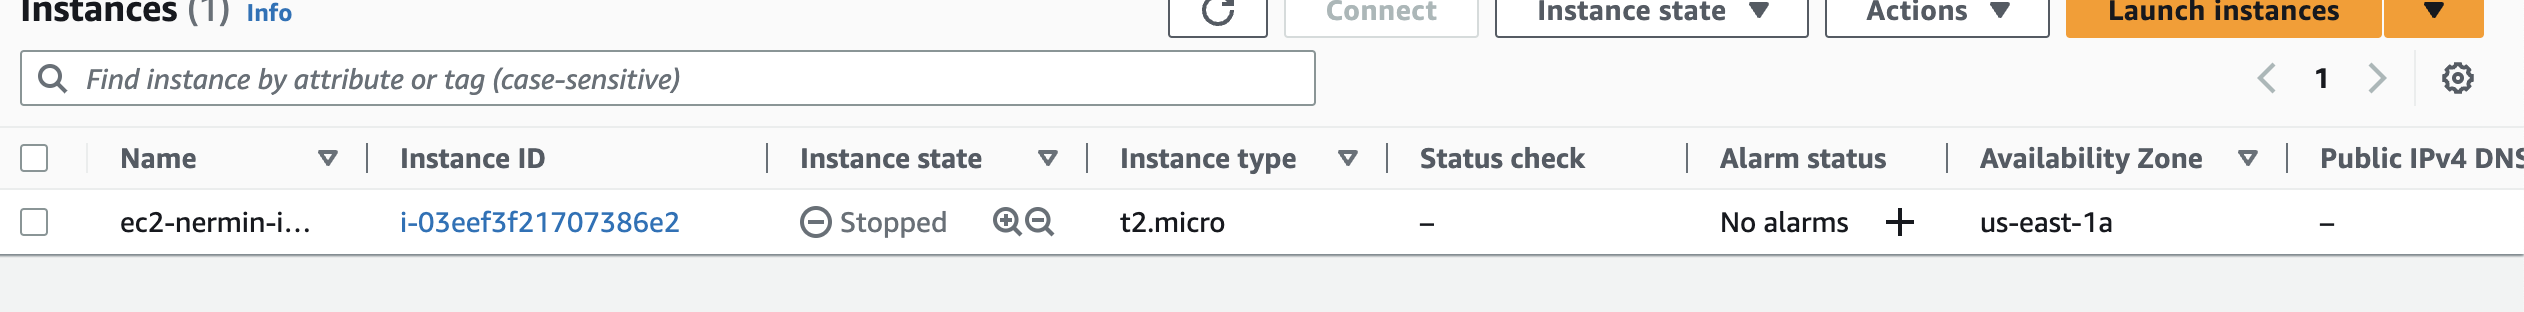 Instances (1) Info Connect Instance state Actions Launch instances
Find instance by attribute or tag (case-sensitive) 1
Name Instance ID Instance state Instance type Status check Alarm status Availability Zone Public IPv4 DNS
ec2-nermin-i... i-03eef3f21707386e2 Stopped t2.micro – No alarms + us-east-1a –